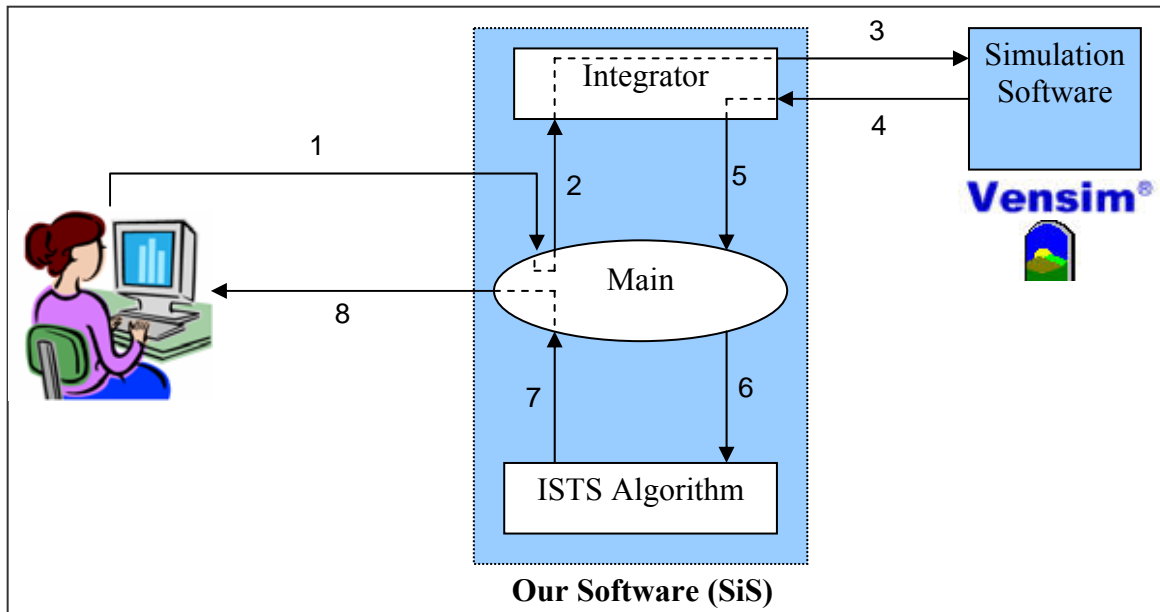 3
Simulation
Software
Integrator
4
1
2
5
Vensim®
Main
8
7
6
ISTS Algorithm
Our Software (SiS)